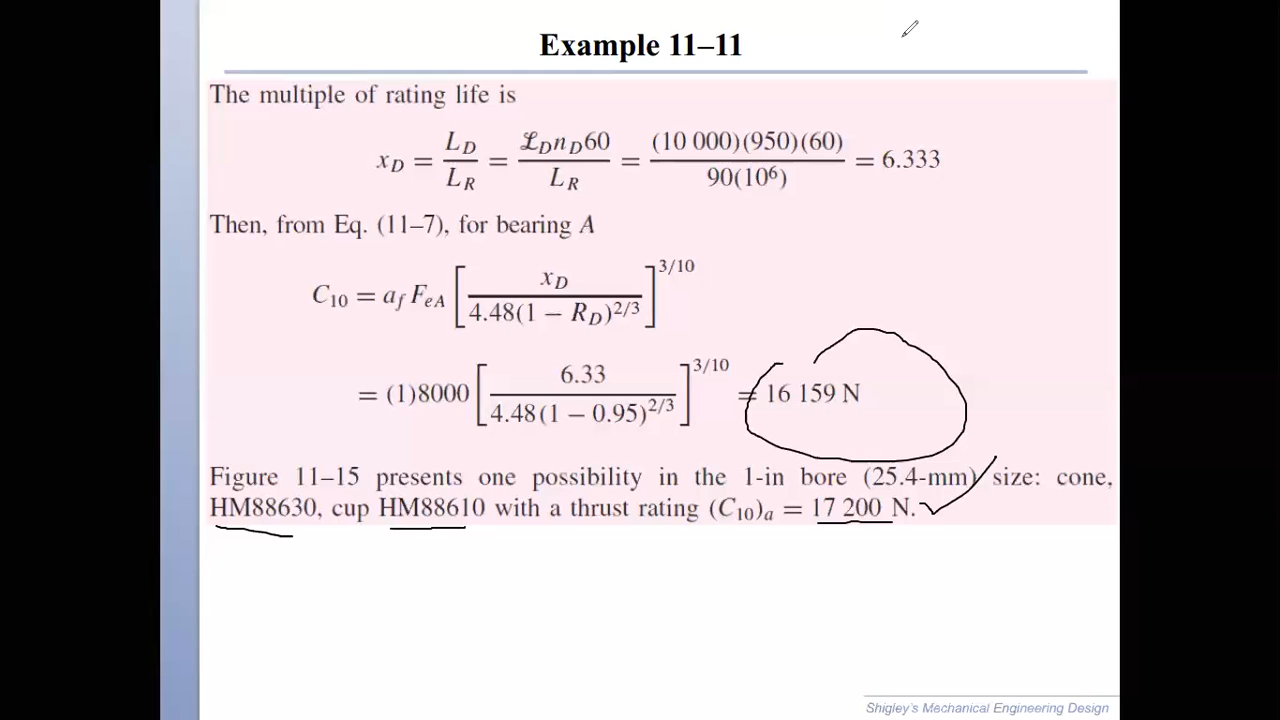 Example 11–11
The multiple of rating life is
x_D = L_D / L_R = ℒ_D n_D 60 / L_R = (10 000)(950)(60) / 90(10⁶) = 6.333
Then, from Eq. (11–7), for bearing A
C₁₀ = a_f F_eA [ x_D / 4.48(1 − R_D)^2/3 ]^3/10
= (1)8000 [ 6.33 / 4.48(1 − 0.95)^2/3 ]^3/10 = 16 159 N
Figure 11–15 presents one possibility in the 1-in bore (25.4-mm) size: cone,
HM88630, cup HM88610 with a thrust rating (C₁₀)_a = 17 200 N.
Shigley's Mechanical Engineering Design